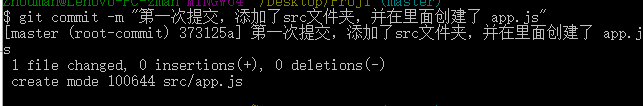 $ git commit -m "第一次提交，添加了src文件夹，并在里面创建了 app.js"
[master (root-commit) 373125a] 第一次提交，添加了src文件夹，并在里面创建了 app.j
s
1 file changed, 0 insertions(+), 0 deletions(-)
create mode 100644 src/app.js